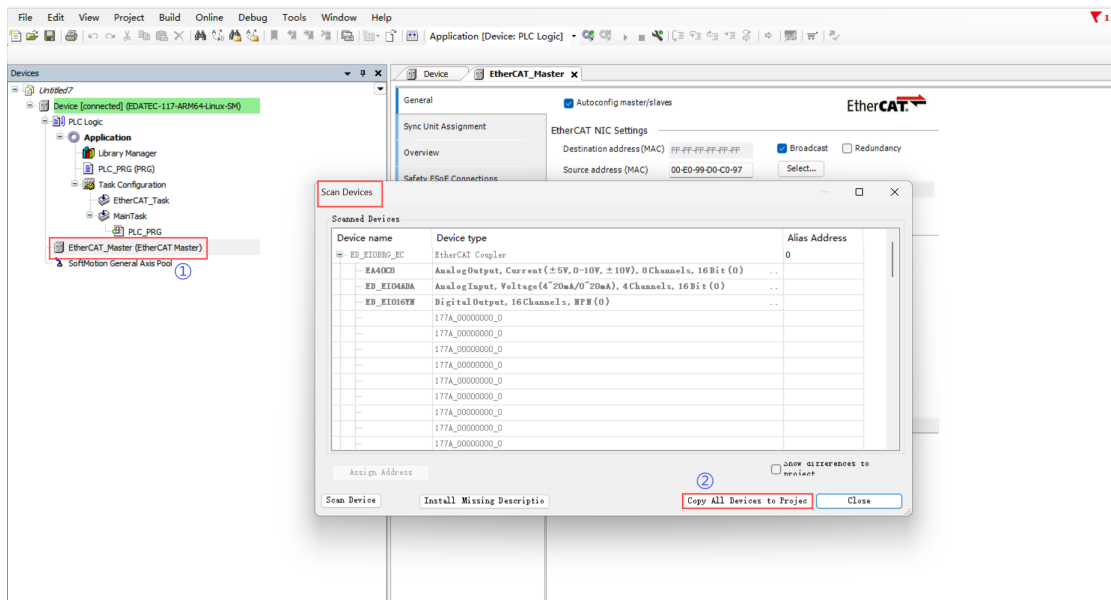 File Edit View Project Build Online Debug Tools Window Help
1
Application [Device: PLC Logic]
Devices
Untitled7
Device [connected] (EDATEC-117-ARM64-Linux-SM)
PLC Logic
Application
Library Manager
PLC_PRG (PRG)
Task Configuration
EtherCAT_Task
MainTask
PLC_PRG
EtherCAT_Master (EtherCAT Master)
SoftMotion General Axis Pool
①
Device
EtherCAT_Master
General
Sync Unit Assignment
Overview
Safety FSoE Connections
Autoconfig master/slaves
EtherCAT
EtherCAT NIC Settings
Destination address (MAC) FF-FF-FF-FF-FF-FF Broadcast Redundancy
Source address (MAC) 00-E0-99-D0-C0-97 Select...
Scan Devices
Scanned Devices
Device name Device type Alias Address
ED_EIOBRG_EC EtherCAT Coupler 0
EA40C8 AnalogOutput, Current(±5V,0-10V,±10V), 8Channels, 16Bit(0) ..
ED_EI04ADA AnalogInput, Voltage(4~20mA/0~20mA), 4Channels, 16Bit(0) ..
ED_EIO16YN DigitalOutput, 16Channels, NPN(0) ..
177A_00000000_0
177A_00000000_0
177A_00000000_0
177A_00000000_0
177A_00000000_0
177A_00000000_0
177A_00000000_0
177A_00000000_0
177A_00000000_0
Assign Address
Show differences to
project
②
Scan Device Install Missing Descriptio Copy All Devices to Projec Close